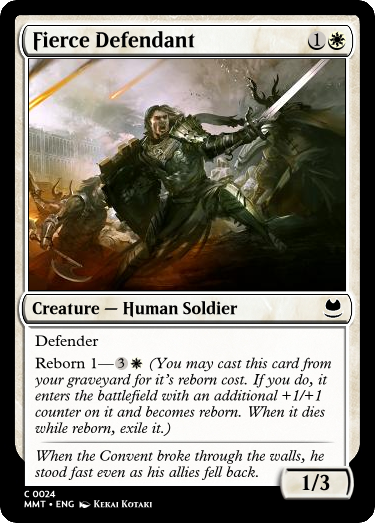 Fierce Defendant 1
Creature — Human Soldier
Defender
Reborn 1—3 (You may cast this card from
your graveyard for it's reborn cost. If you do, it
enters the battlefield with an additional +1/+1
counter on it and becomes reborn. When it dies
while reborn, exile it.)
When the Convent broke through the walls, he
stood fast even as his allies fell back.
1/3
C 0024
MMT • ENG Kekai Kotaki